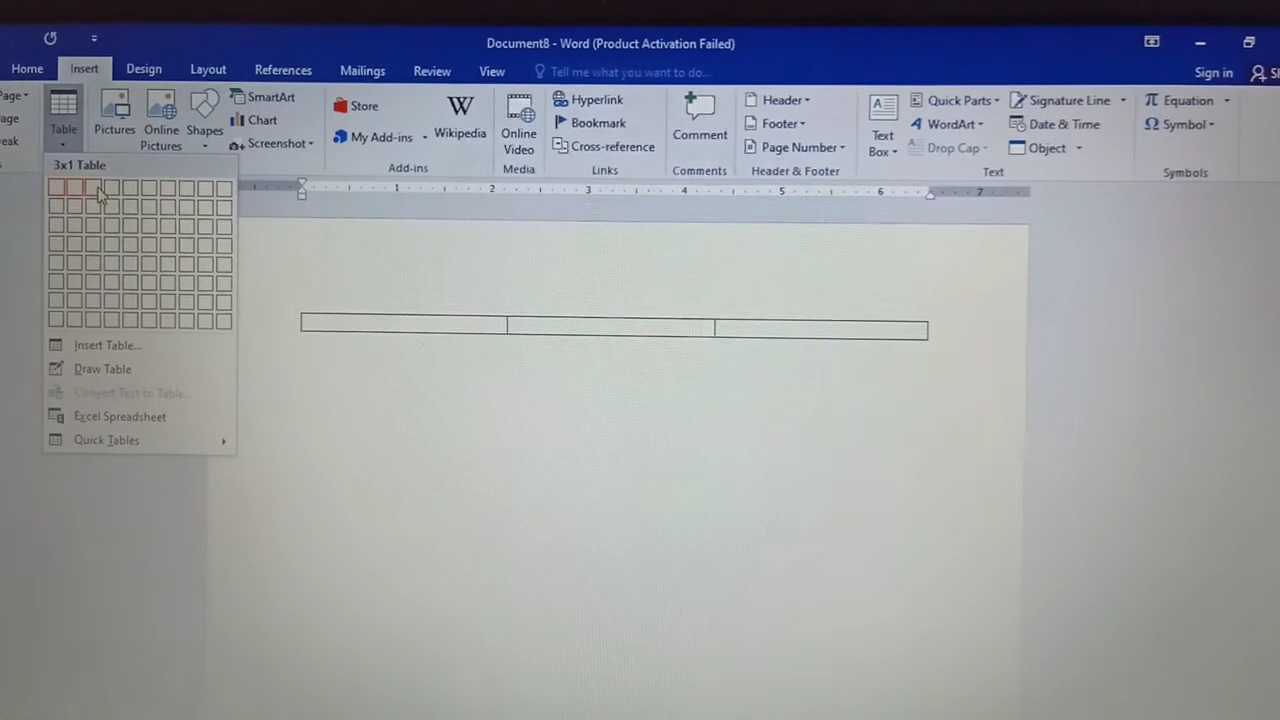 Document8 - Word (Product Activation Failed)
Home Insert Design Layout References Mailings Review View Tell me what you want to do... Sign in
Page
Table
Pictures
Online Pictures
Shapes
SmartArt
Chart
Screenshot
Store
My Add-ins
Wikipedia
Add-ins
Online Video
Media
Hyperlink
Bookmark
Cross-reference
Links
Comment
Comments
Header
Footer
Page Number
Header & Footer
Text Box
Quick Parts
WordArt
Drop Cap
Signature Line
Date & Time
Object
Text
Equation
Symbol
Symbols
3x1 Table
1 2 3 4 5 6 7
Insert Table...
Draw Table
Convert Text to Table...
Excel Spreadsheet
Quick Tables